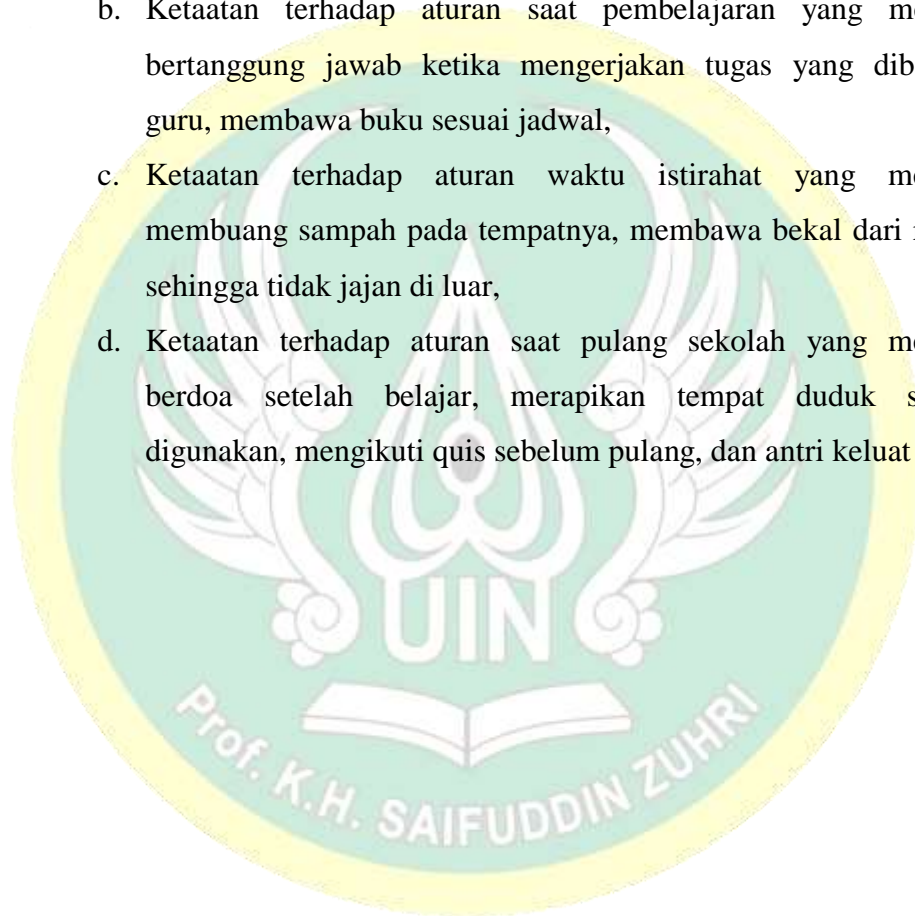 b. Ketaatan terhadap aturan saat pembelajaran yang
bertanggung jawab ketika mengerjakan tugas yang
guru, membawa buku sesuai jadwal,
c. Ketaatan terhadap aturan waktu istirahat yang
membuang sampah pada tempatnya, membawa bekal dari
sehingga tidak jajan di luar,
d. Ketaatan terhadap aturan saat pulang sekolah yang
berdoa setelah belajar, merapikan tempat duduk
digunakan, mengikuti quis sebelum pulang, dan antri keluat
UIN
Prof. K.H. SAIFUDDIN ZUHRI